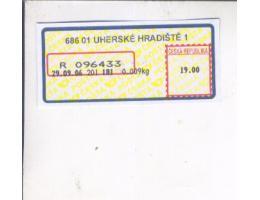 686 01 UHERSKÉ HRADIŠTĚ 1
ČESKÁ REPUBLIKA
R 096433
19.00
29.09.06 201 181 0.009kg